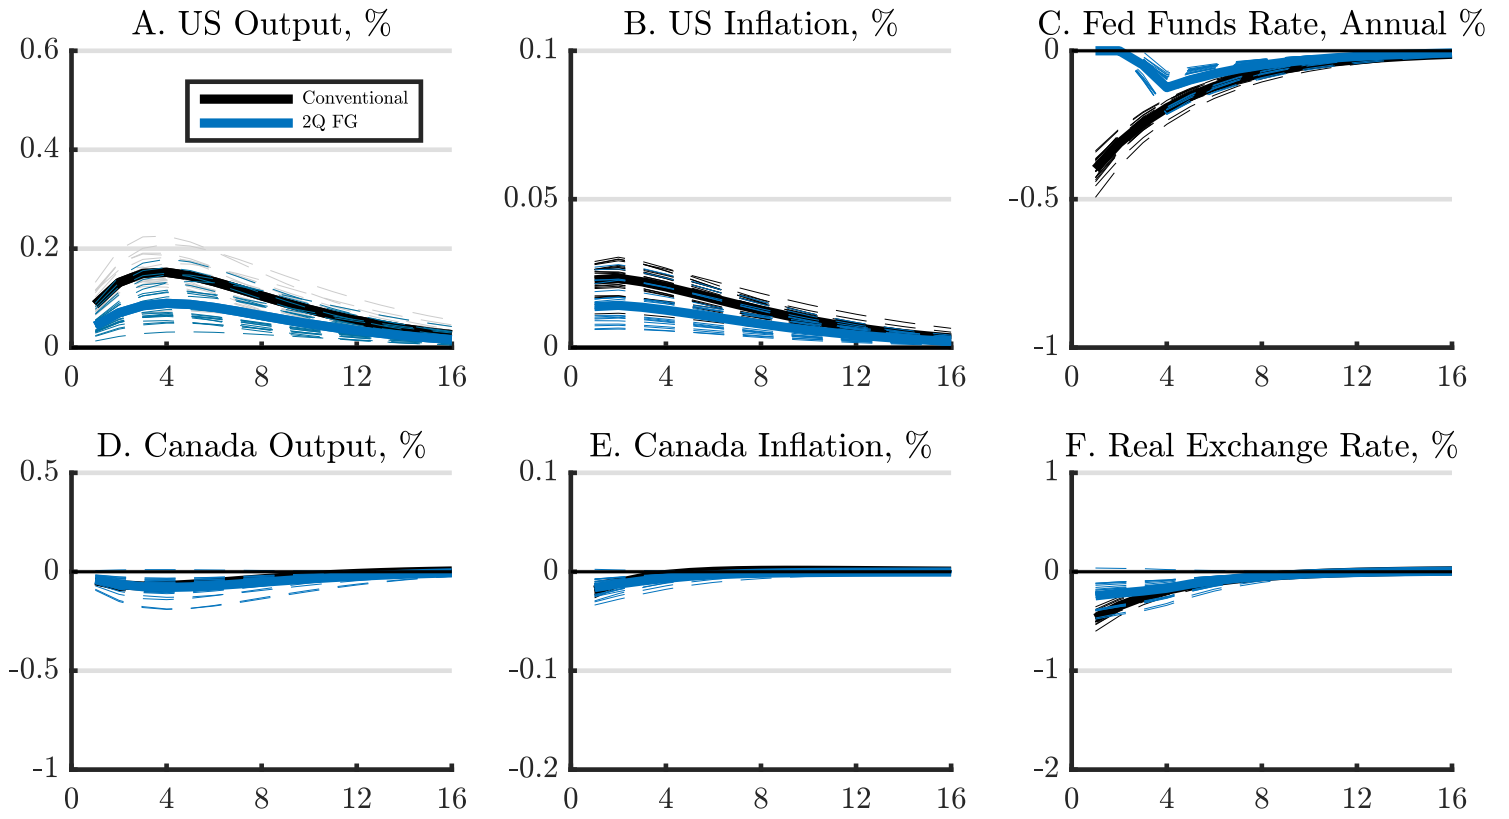 A. US Output, %
0.6
0.4
0.2
0
0 4 8 12 16
Conventional
2Q FG
B. US Inflation, %
0.1
0.05
0
0 4 8 12 16
C. Fed Funds Rate, Annual %
0
-0.5
-1
0 4 8 12 16
D. Canada Output, %
0.5
0
-0.5
-1
0 4 8 12 16
E. Canada Inflation, %
0.1
0
-0.1
-0.2
0 4 8 12 16
F. Real Exchange Rate, %
1
0
-1
-2
0 4 8 12 16